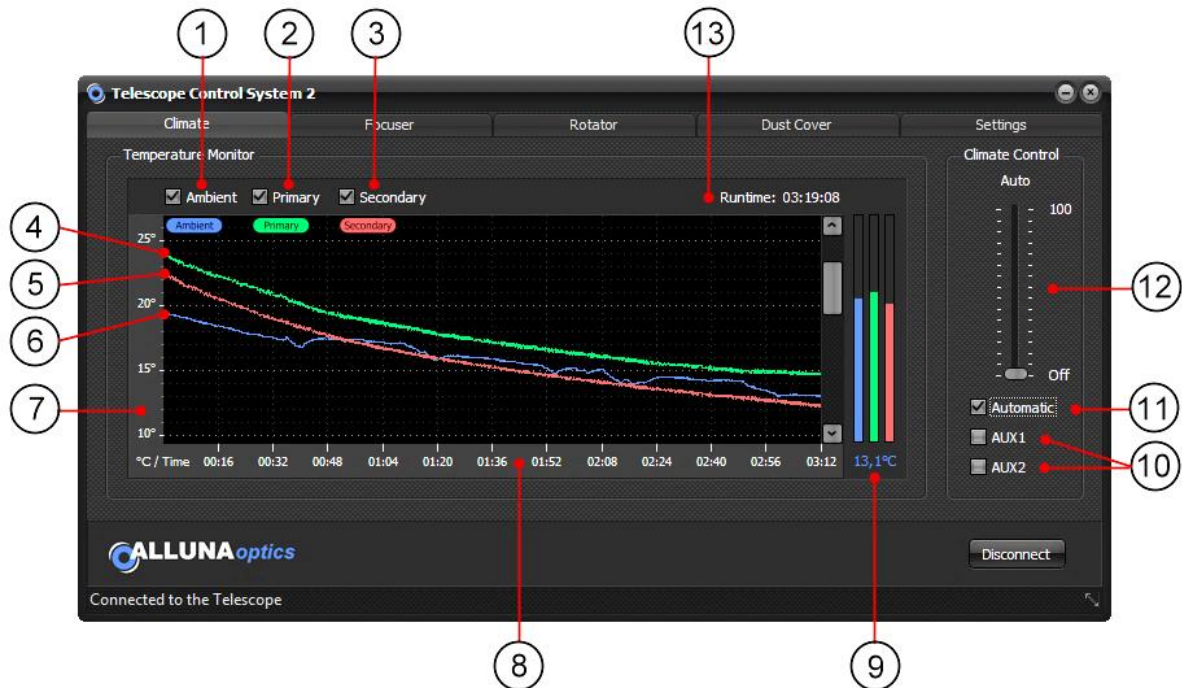 1 2 3 13
Telescope Control System 2
Climate Focuser Rotator Dust Cover Settings
Temperature Monitor Climate Control
Auto
Ambient Primary Secondary Runtime: 03:19:08
100
Ambient Primary Secondary
4
25°
5
12
20°
6
15°
Off
7
Automatic 11
10°
AUX1
°C / Time 00:16 00:32 00:48 01:04 01:20 01:36 01:52 02:08 02:24 02:40 02:56 03:12 13,1°C
AUX2 10
ALLUNA optics
Disconnect
Connected to the Telescope
8 9